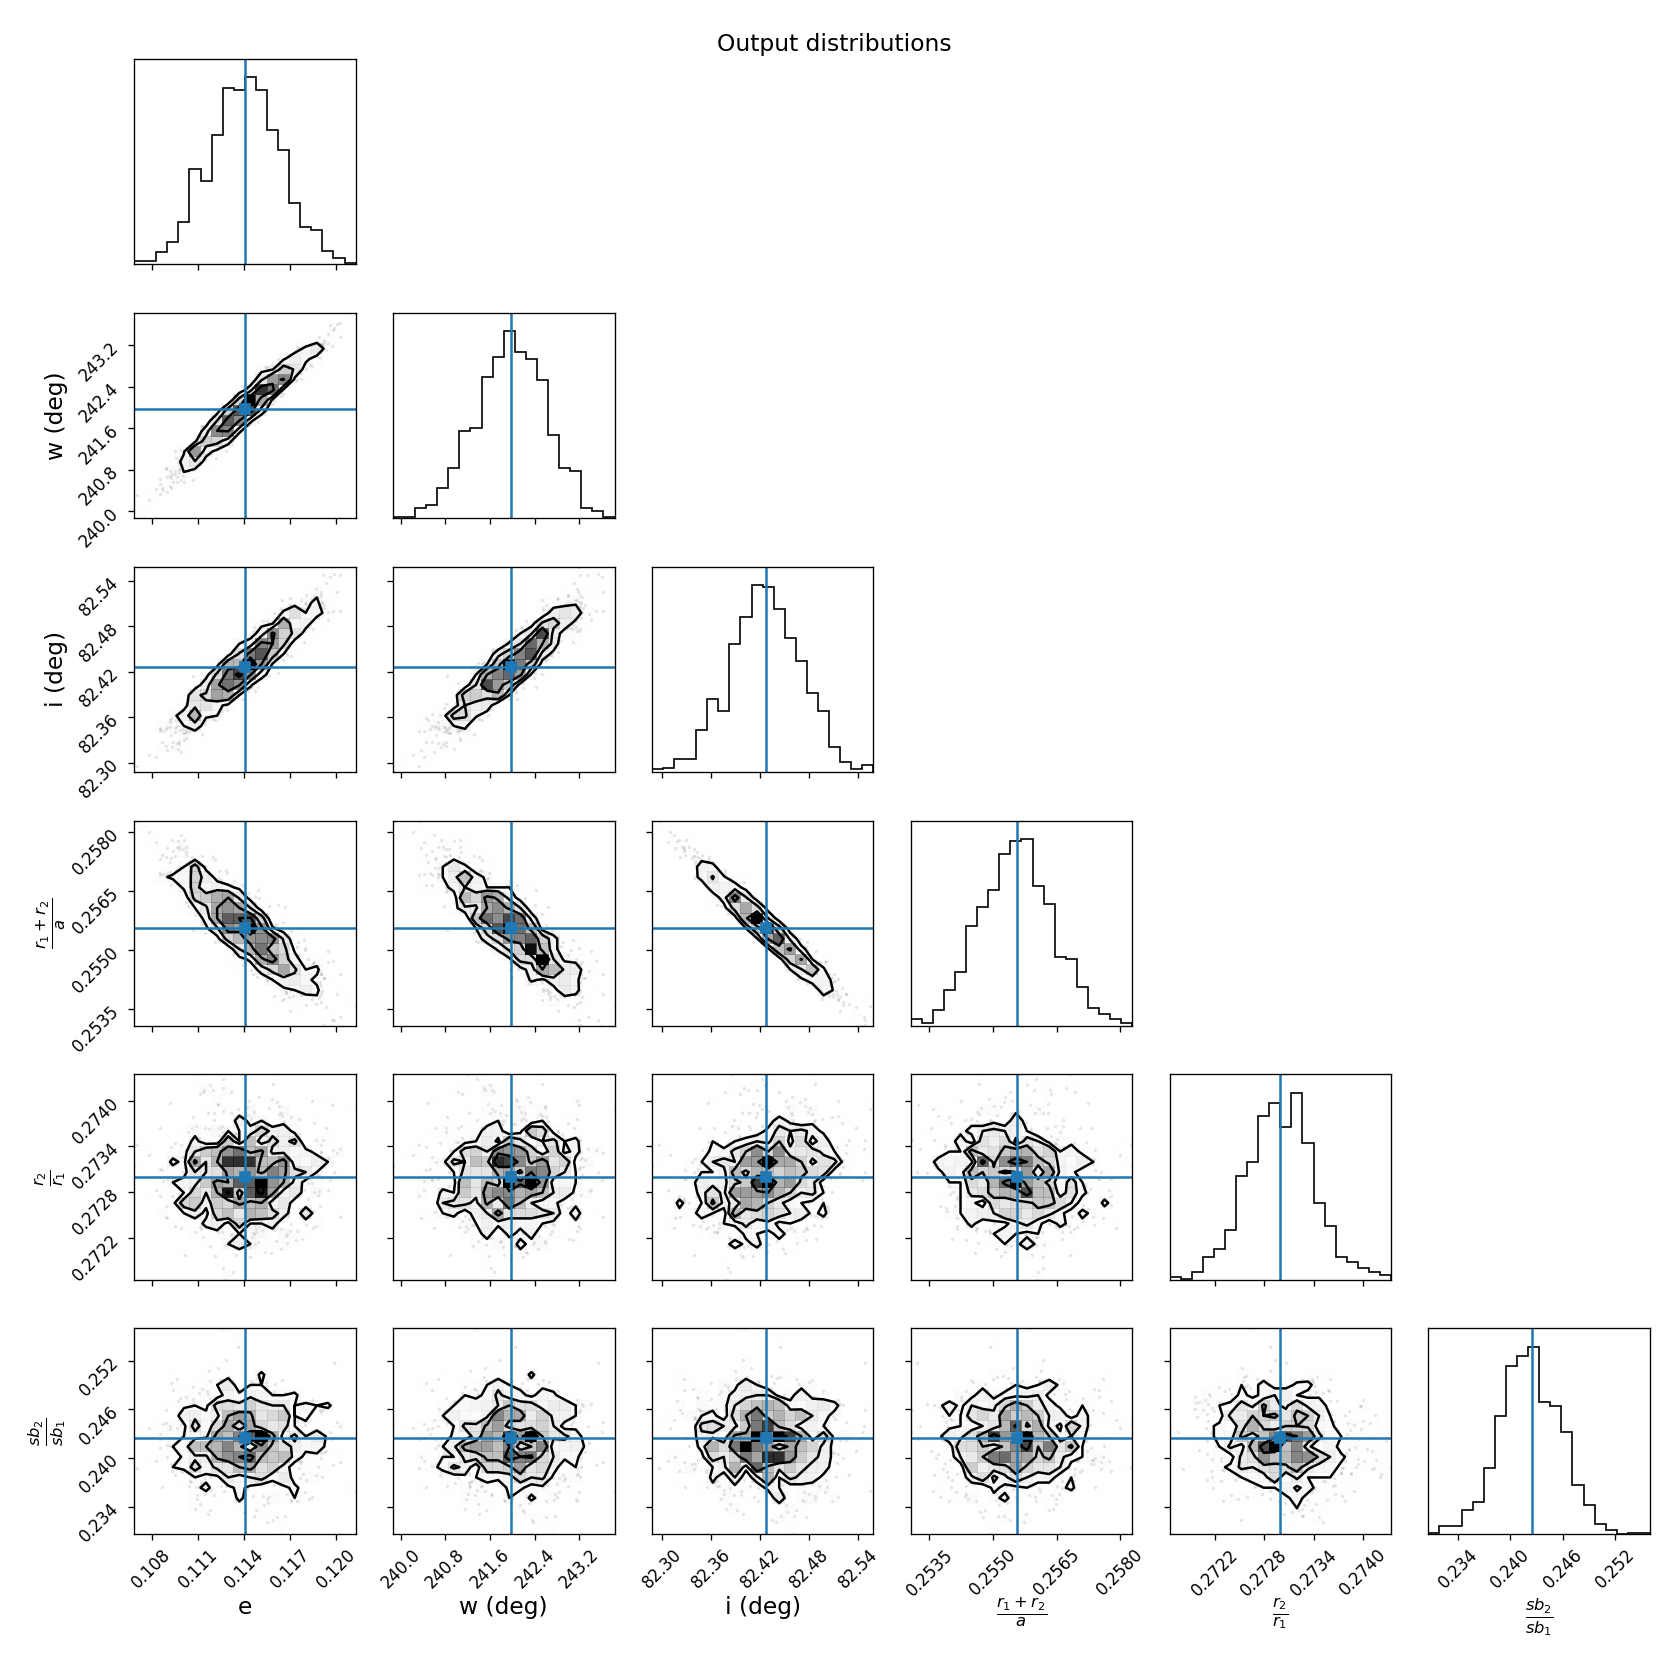 Output distributions
w (deg)
243.2
242.4
241.6
240.8
240.0
i (deg)
82.54
82.48
82.42
82.36
82.30
r₁ + r₂
a
0.2580
0.2565
0.2550
0.2535
r₂
r₁
0.2740
0.2734
0.2728
0.2722
sb₂
sb₁
0.252
0.246
0.240
0.234
0.108 0.111 0.114 0.117 0.120
e
240.0 240.8 241.6 242.4 243.2
w (deg)
82.30 82.36 82.42 82.48 82.54
i (deg)
0.2535 0.2550 0.2565 0.2580
r₁ + r₂
a
0.2722 0.2728 0.2734 0.2740
r₂
r₁
0.234 0.240 0.246 0.252
sb₂
sb₁